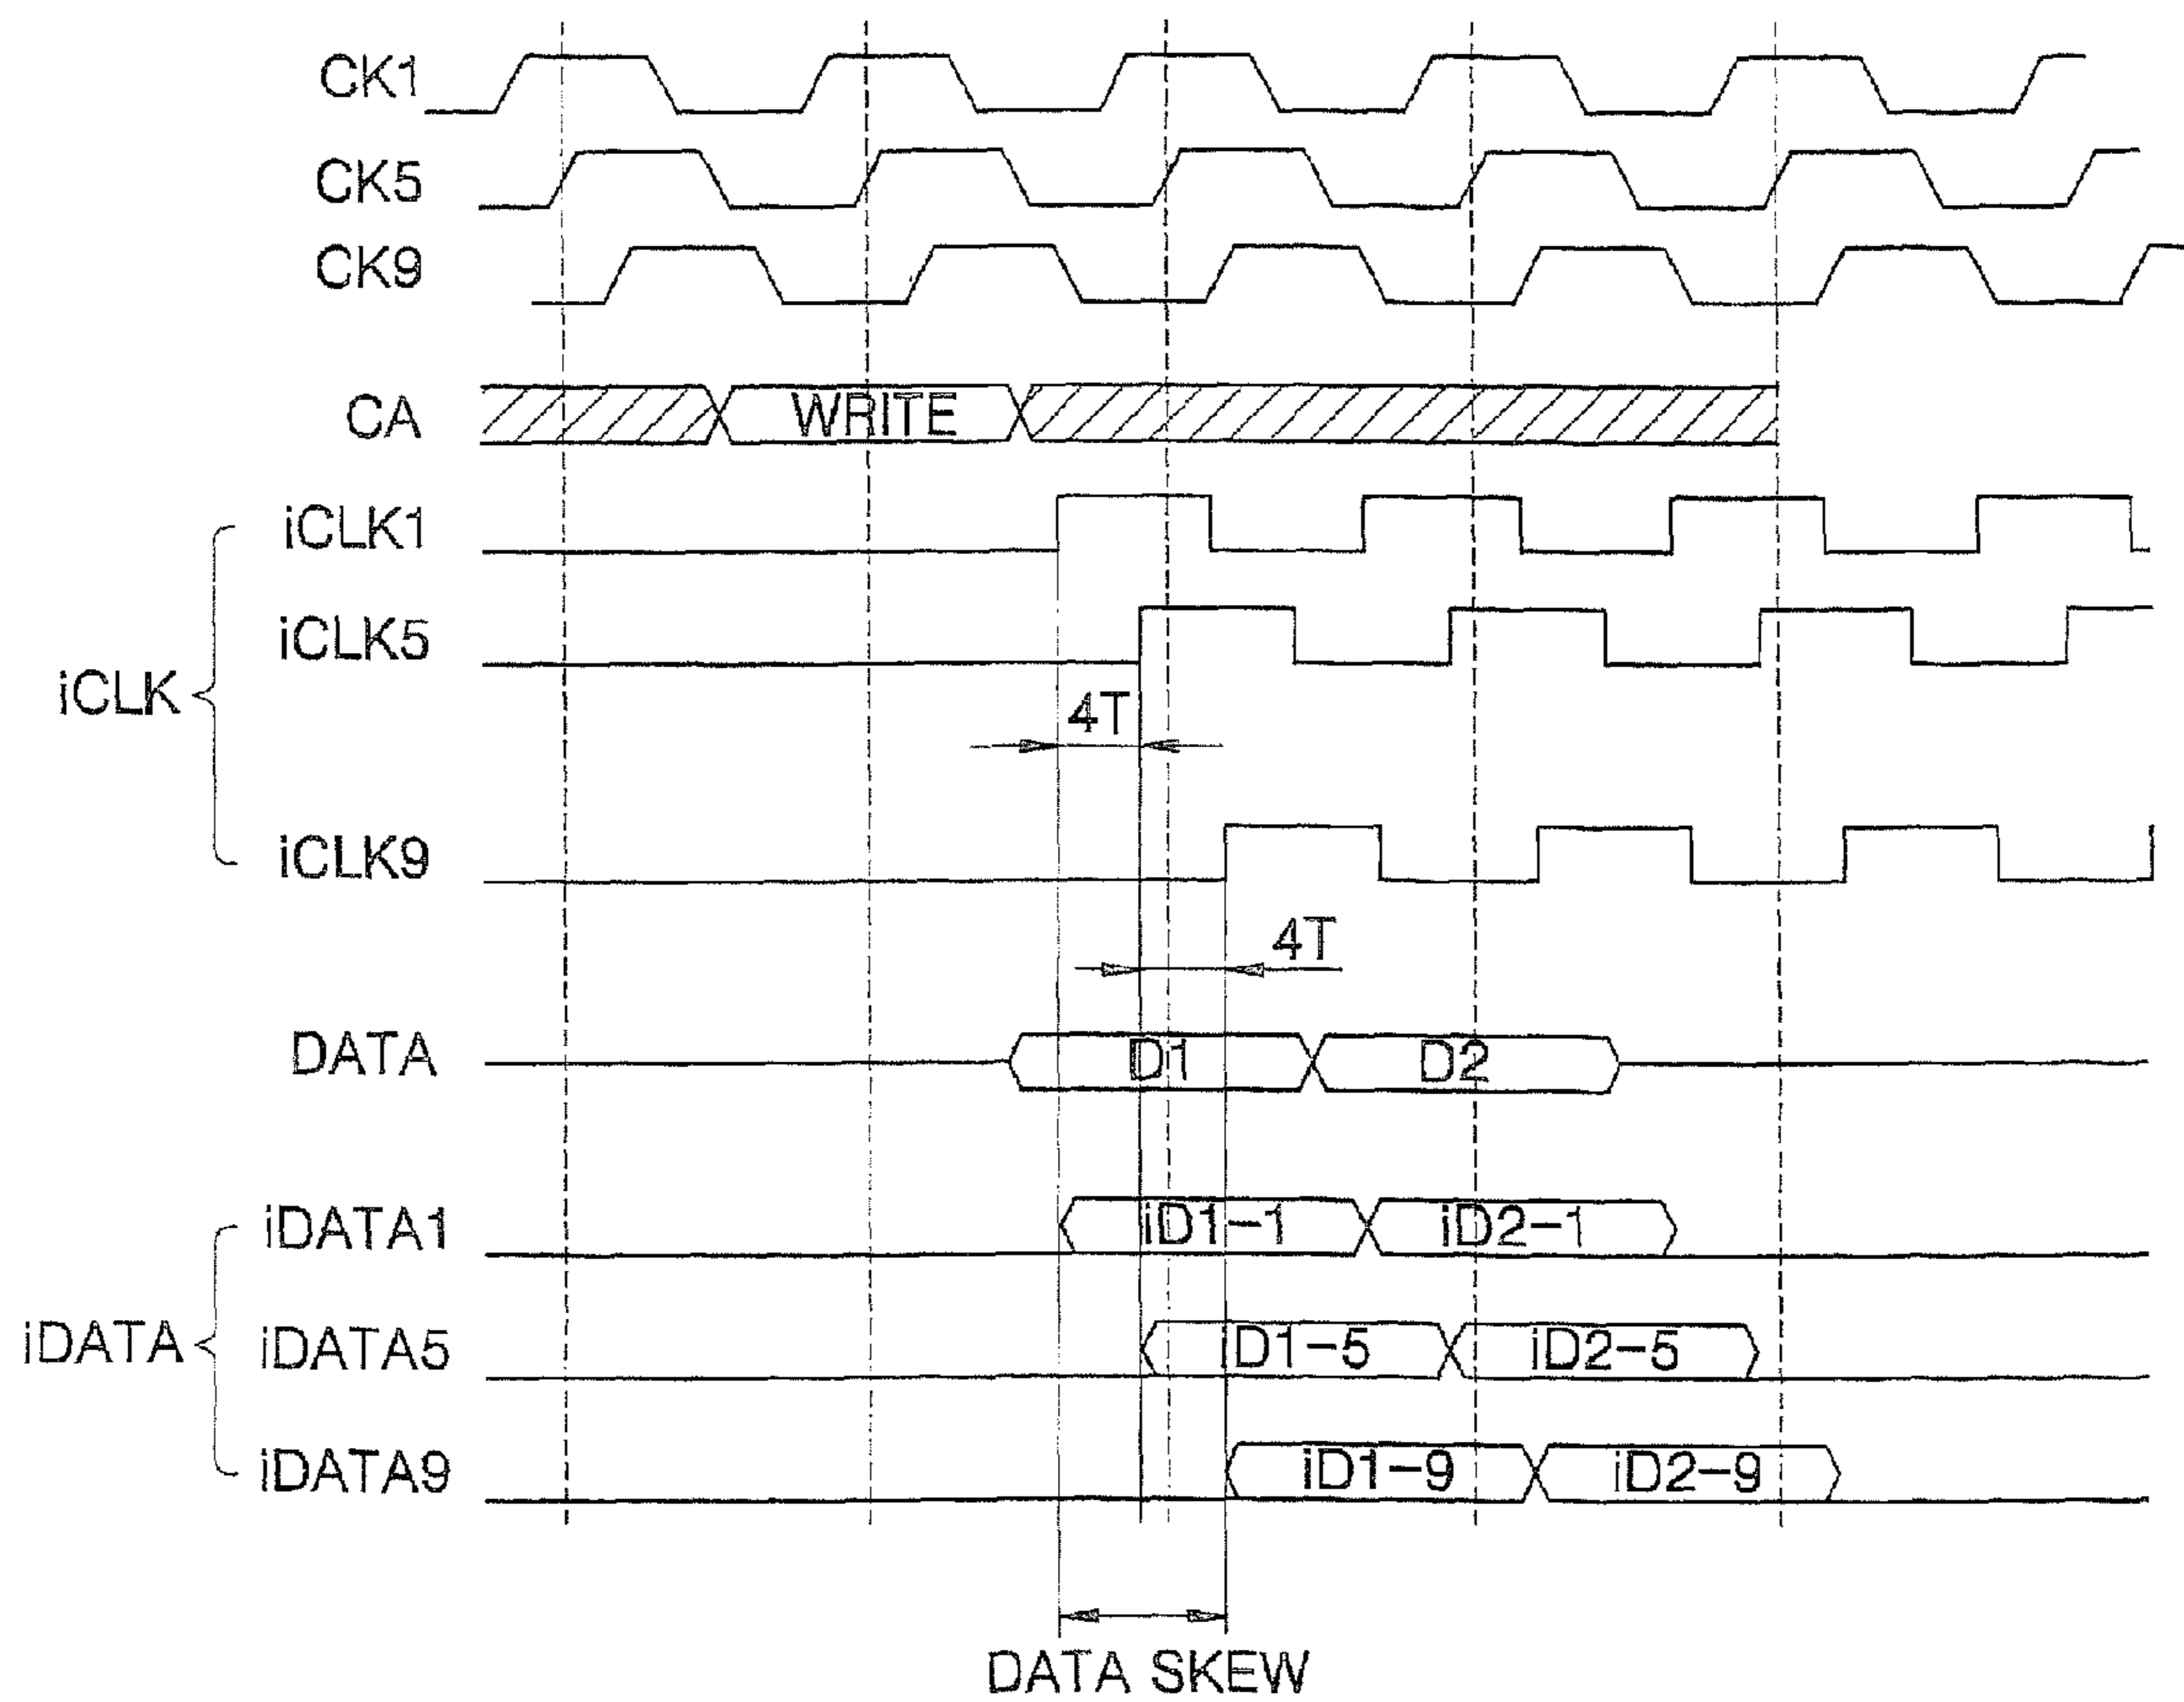 CK1
CK5
CK9
CA WRITE
iCLK1
iCLK5
iCLK
4T
iCLK9
4T
DATA D1 D2
iDATA1 iD1-1 iD2-1
iDATA
iDATA5 iD1-5 iD2-5
iDATA9 iD1-9 iD2-9
DATA SKEW